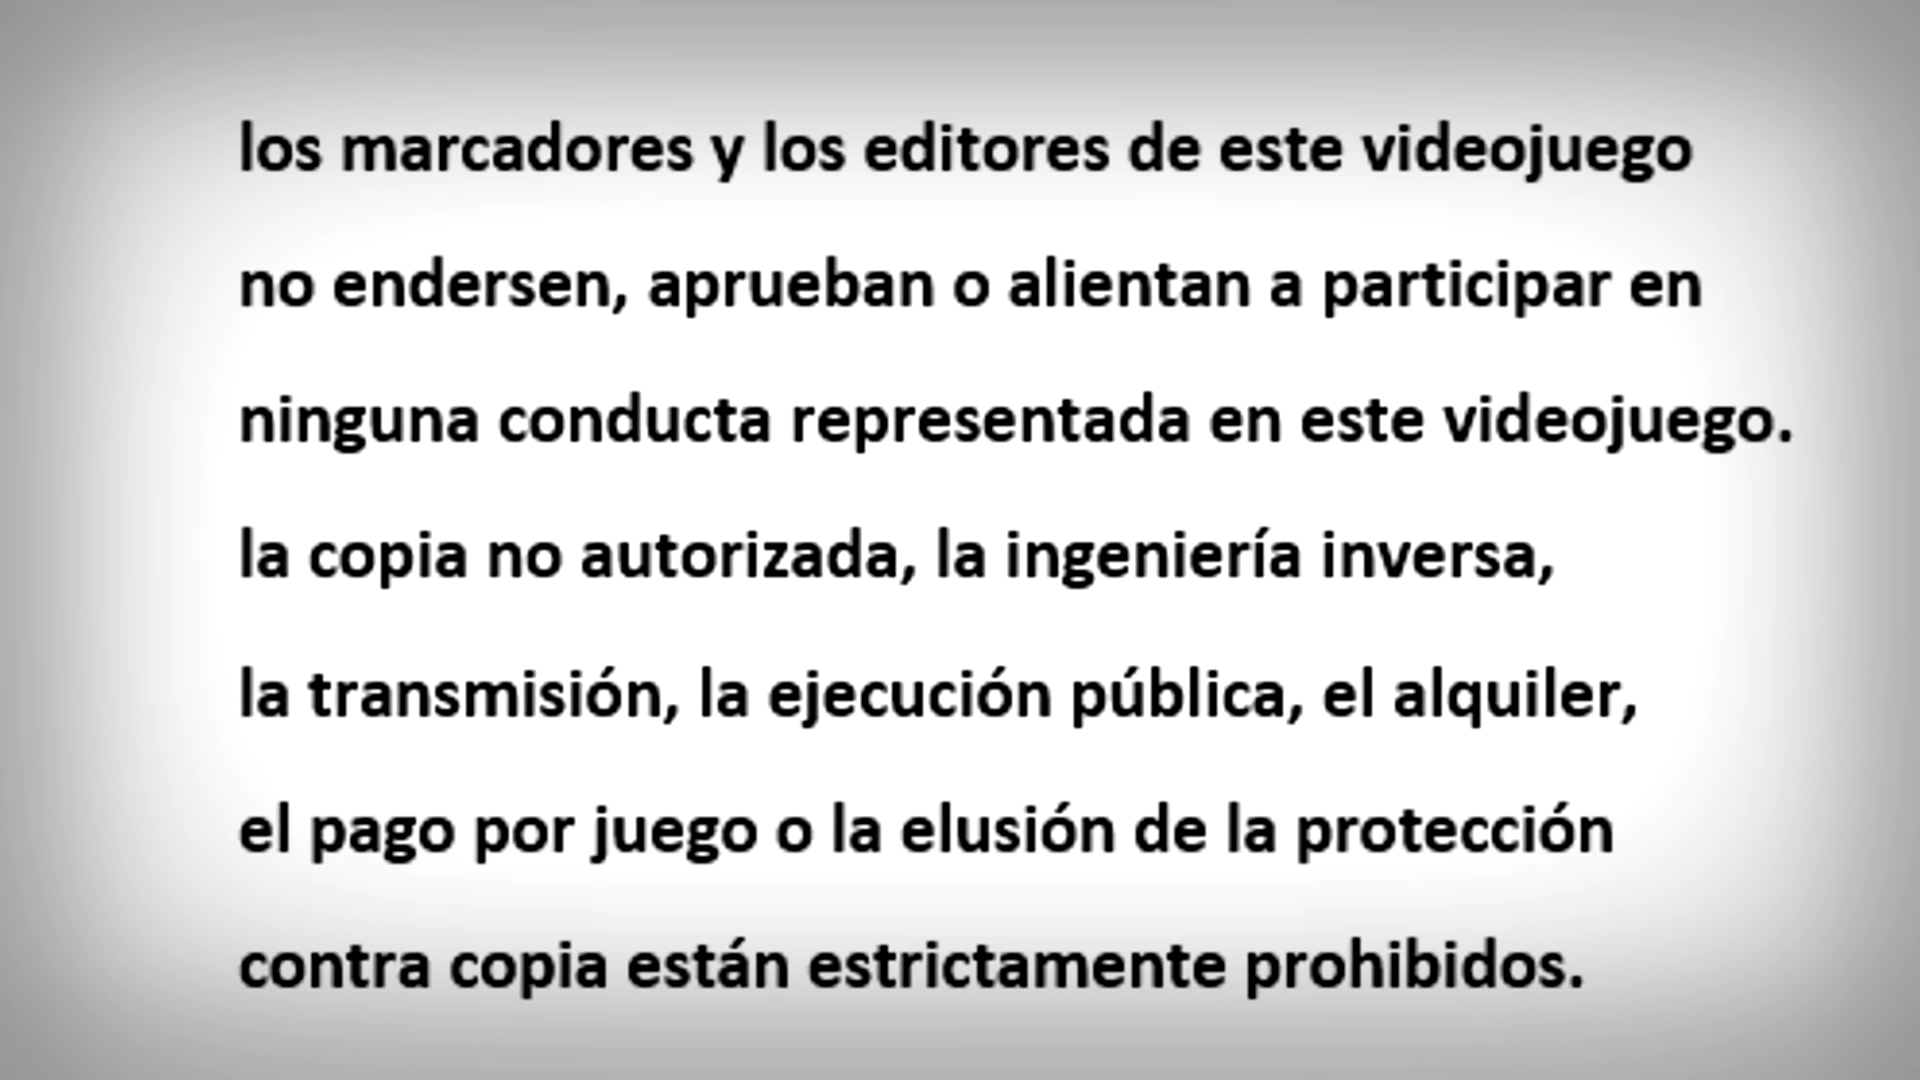 los marcadores y los editores de este videojuego
no endersen, aprueban o alientan a participar en
ninguna conducta representada en este videojuego.
la copia no autorizada, la ingeniería inversa,
la transmisión, la ejecución pública, el alquiler,
el pago por juego o la elusión de la protección
contra copia están estrictamente prohibidos.